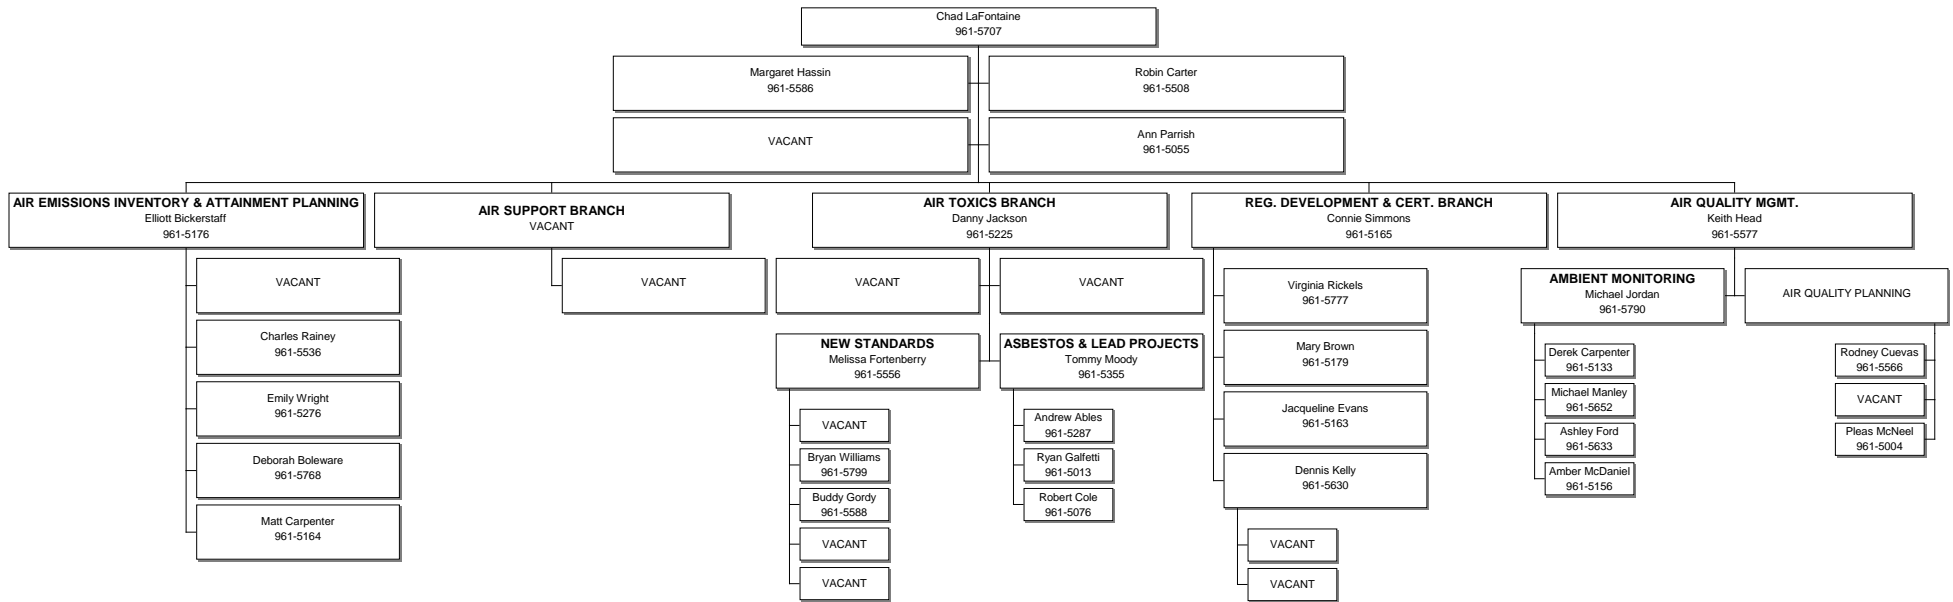 Chad LaFontaine
961-5707
Margaret Hassin
961-5586
Robin Carter
961-5508
VACANT
Ann Parrish
961-5055
AIR EMISSIONS INVENTORY & ATTAINMENT PLANNING
Elliott Bickerstaff
961-5176
VACANT
Charles Rainey
961-5536
Emily Wright
961-5276
Deborah Boleware
961-5768
Matt Carpenter
961-5164
AIR SUPPORT BRANCH
VACANT
VACANT
AIR TOXICS BRANCH
Danny Jackson
961-5225
VACANT
VACANT
NEW STANDARDS
Melissa Fortenberry
961-5556
VACANT
Bryan Williams
961-5799
Buddy Gordy
961-5588
VACANT
VACANT
ASBESTOS & LEAD PROJECTS
Tommy Moody
961-5355
Andrew Ables
961-5287
Ryan Galfetti
961-5013
Robert Cole
961-5076
REG. DEVELOPMENT & CERT. BRANCH
Connie Simmons
961-5165
Virginia Rickels
961-5777
Mary Brown
961-5179
Jacqueline Evans
961-5163
Dennis Kelly
961-5630
VACANT
VACANT
AIR QUALITY MGMT.
Keith Head
961-5577
AMBIENT MONITORING
Michael Jordan
961-5790
Derek Carpenter
961-5133
Michael Manley
961-5652
Ashley Ford
961-5633
Amber McDaniel
961-5156
AIR QUALITY PLANNING
Rodney Cuevas
961-5566
VACANT
Pleas McNeel
961-5004